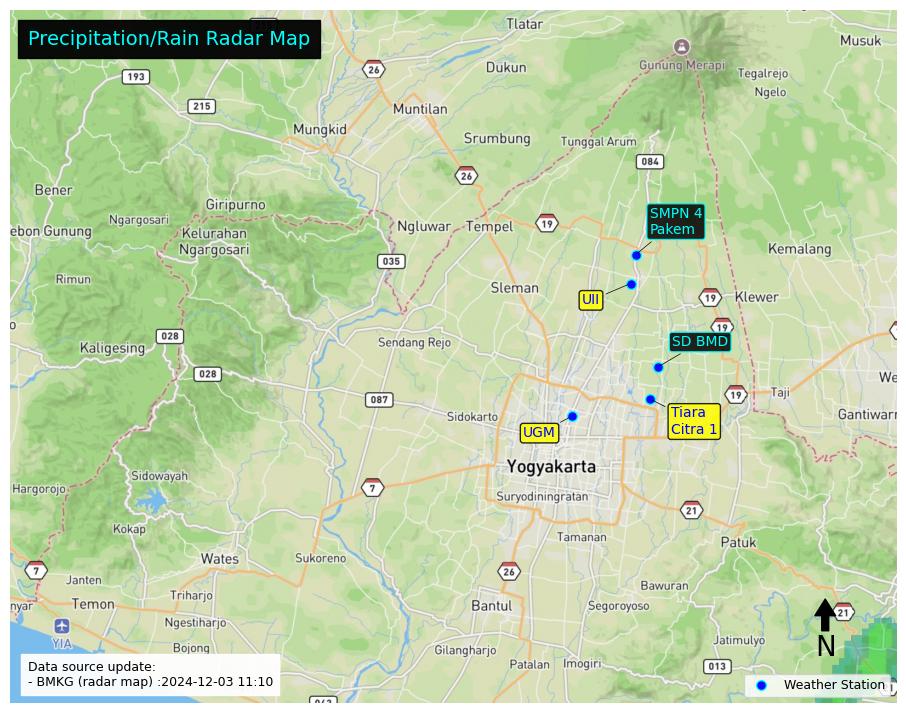 Precipitation/Rain Radar Map
Tlatar
Musuk
193
26
Dukun
Gunung Merapi
Tegalrejo
215
Muntilan
Ngelo
Mungkid
Srumbung
Tunggal Arum
084
26
Bener
Giripurno
SMPN 4
Pakem
Ngargosari
Ngluwar
Tempel
19
ebon Gunung
Kelurahan
Ngargosari
Kemalang
035
Rimun
UII
Sleman
19
Klewer
19
028
Sendang Rejo
SD BMD
Kaligesing
028
We
087
19
Taji
Sidokarto
Tiara
Citra 1
Gantiwarn
UGM
Yogyakarta
Sidowayah
Hargorojo
7
Suryodiningratan
21
Kokap
Tamanan
Patuk
Wates
Sukoreno
7
26
Janten
Bawuran
nyar
Temon
Triharjo
Bantul
Segoroyoso
21
Ngestiharjo
YIA
N
Bojong
Gilangharjo
Jatimulyo
Patalan
Imogiri
013
Data source update:
- BMKG (radar map) :2024-12-03 11:10
Weather Station